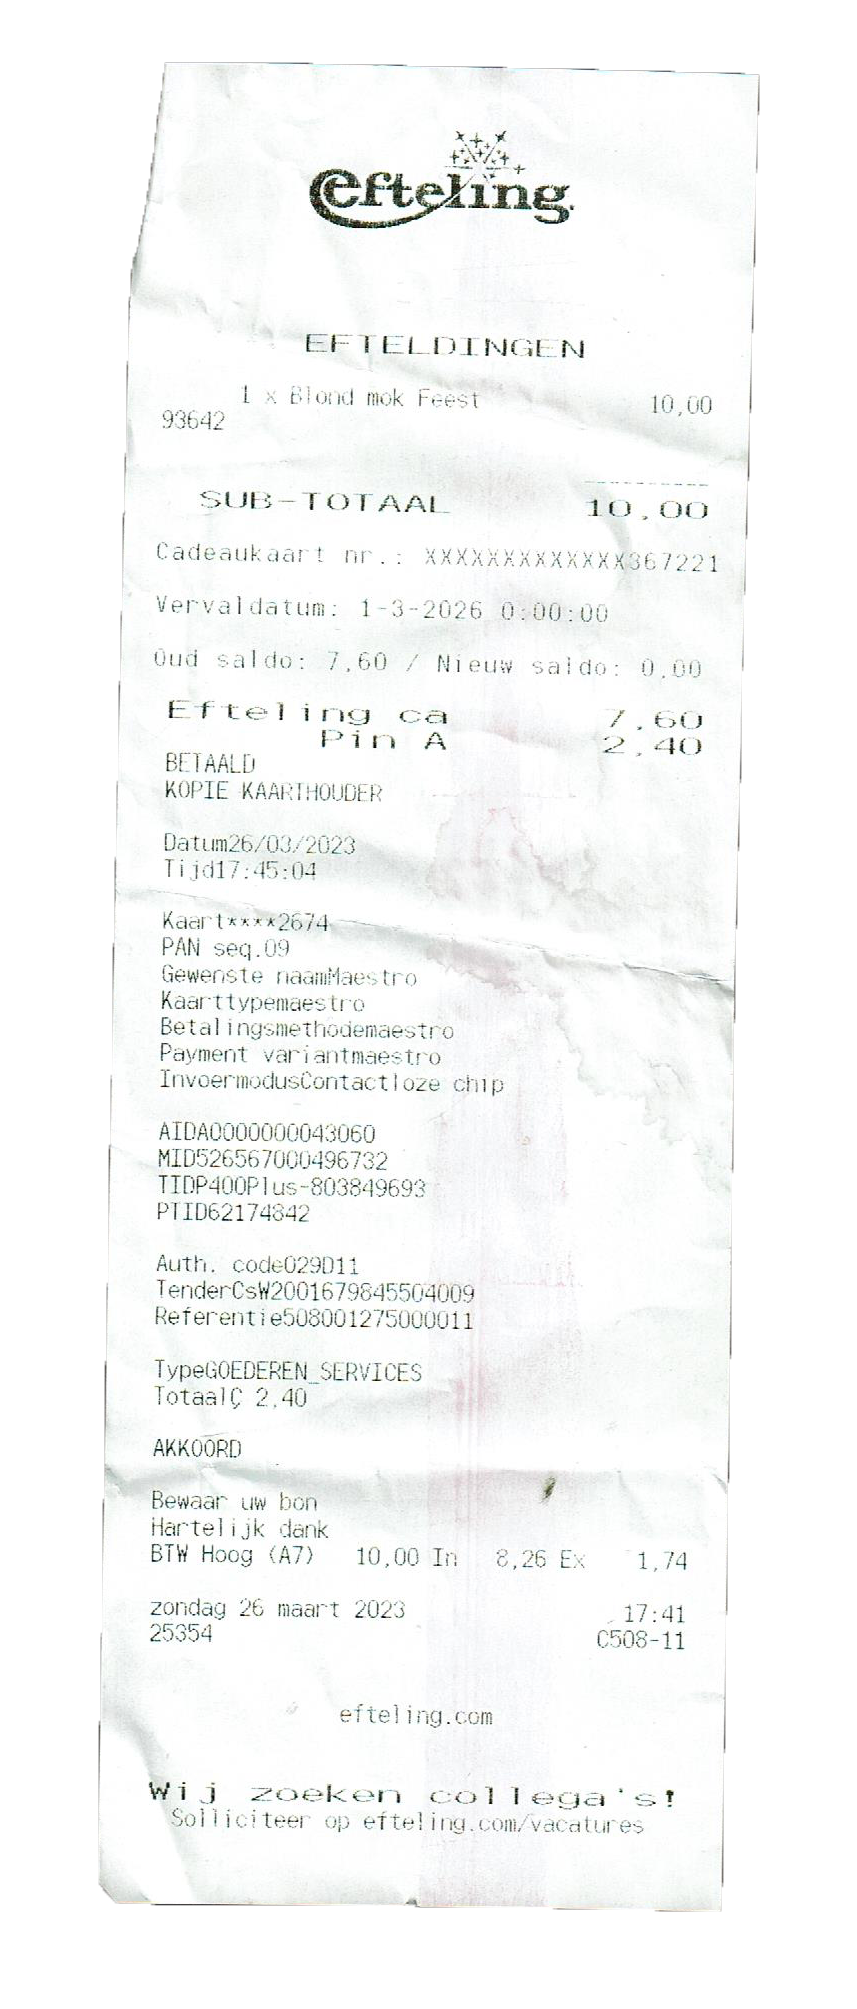 efteling
EFTELDINGEN
1 x Blond mok Feest 10,00
93642
----------
SUB-TOTAAL 10,00
Cadeaukaart nr.: XXXXXXXXXXXXX367221
Vervaldatum: 1-3-2026 0:00:00
Oud saldo: 7,60 / Nieuw saldo: 0,00
Efteling ca 7,60
Pin A 2,40
BETAALD
KOPIE KAARTHOUDER
Datum26/03/2023
Tijd17:45:04
Kaart****2674
PAN seq.09
Gewenste naamMaestro
Kaarttypemaestro
Betalingsmethodemaestro
Payment variantmaestro
InvoermodusContactloze chip
AIDA0000000043060
MID526567000496732
TIDP400Plus-803849693
PTID62174342
Auth. code029D11
TenderCsW2001679845504009
Referentie508001275000011
TypeGOEDEREN_SERVICES
TotaalÇ 2,40
AKKOORD
Bewaar uw bon
Hartelijk dank
BTW Hoog (A7) 10,00 In 8,26 Ex 1,74
zondag 26 maart 2023 17:41
25354 C508-11
efteling.com
Wij zoeken collega's!
Solliciteer op efteling.com/vacatures